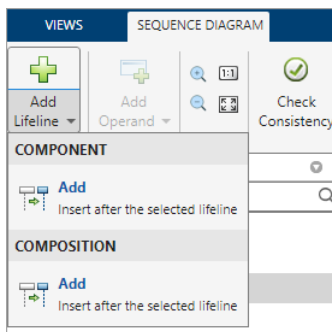 VIEWS SEQUENCE DIAGRAM
Add Lifeline
Add Operand
1:1
Check Consistency
COMPONENT
Add
Insert after the selected lifeline
COMPOSITION
Add
Insert after the selected lifeline